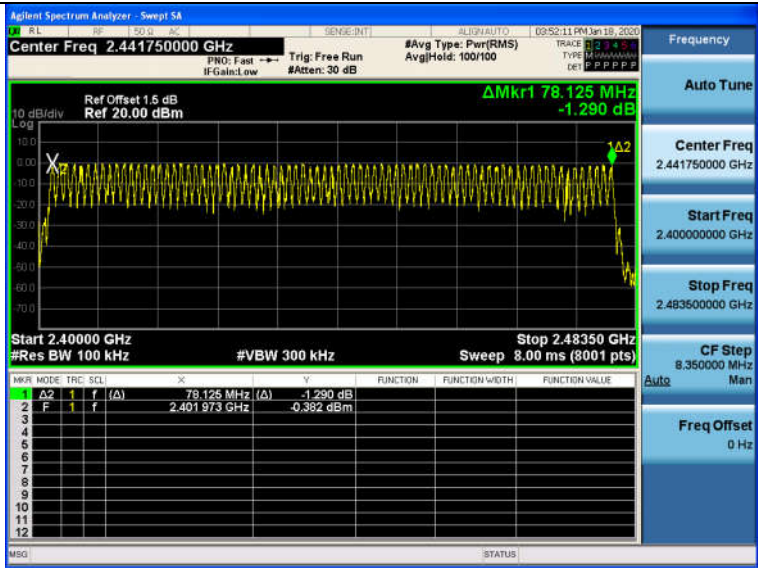 Agilent Spectrum Analyzer - Swept SA
RL RF 50 Ω AC SENSE:INT ALIGN AUTO 03:52:11 PM Jan 18, 2020
Center Freq 2.441750000 GHz
PNO: Fast
IFGain:Low
Trig: Free Run
#Atten: 30 dB
#Avg Type: Pwr(RMS)
Avg|Hold: 100/100
TRACE 1 2 3 4 5 6
TYPE M W W W W W
DET P P P P P P
Ref Offset 1.5 dB
10 dB/div Ref 20.00 dBm
Log
ΔMkr1 78.125 MHz
-1.290 dB
10.0
0.00
-10.0
-20.0
-30.0
-40.0
-50.0
-60.0
-70.0
X2
1Δ2
Start 2.40000 GHz Stop 2.48350 GHz
#Res BW 100 kHz #VBW 300 kHz Sweep 8.00 ms (8001 pts)
MKR MODE TRC SCL X Y FUNCTION FUNCTION WIDTH FUNCTION VALUE
1 Δ2 1 f (Δ) 78.125 MHz (Δ) -1.290 dB
2 F 1 f 2.401 973 GHz -0.382 dBm
3
4
5
6
7
8
9
10
11
12
MSG STATUS
Frequency
Auto Tune
Center Freq
2.441750000 GHz
Start Freq
2.400000000 GHz
Stop Freq
2.483500000 GHz
CF Step
8.350000 MHz
Auto Man
Freq Offset
0 Hz